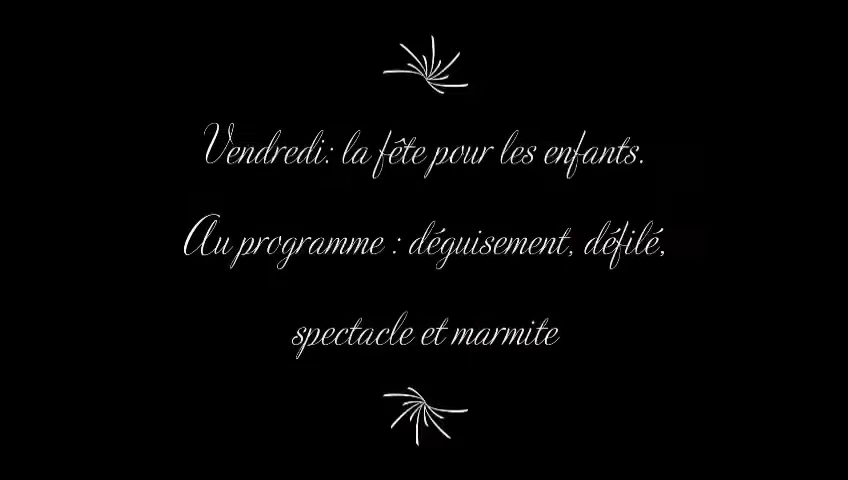 Vendredi: la fête pour les enfants.
Au programme : déguisement, défilé,
spectacle et marmite